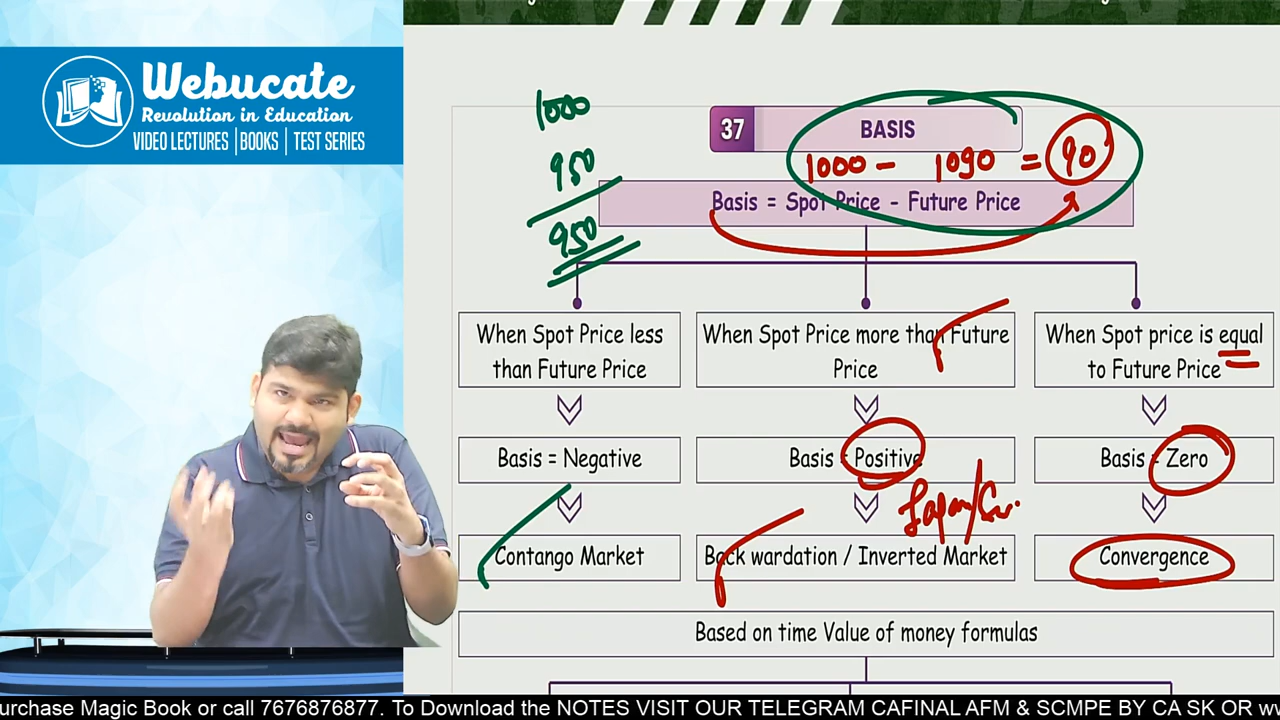 Webucate
Revolution in Education
VIDEO LECTURES | BOOKS | TEST SERIES
1000
950
950
37 BASIS
1000 - 1090 = 90
Basis = Spot Price - Future Price
When Spot Price less
than Future Price
When Spot Price more than Future
Price
When Spot price is equal
to Future Price
Basis = Negative
Basis = Positive
Basis = Zero
Japan/
Contango Market
Back wardation / Inverted Market
Convergence
Based on time Value of money formulas
urchase Magic Book or call 7676876877. To Download the NOTES VISIT OUR TELEGRAM CAFINAL AFM & SCMPE BY CA SK OR w